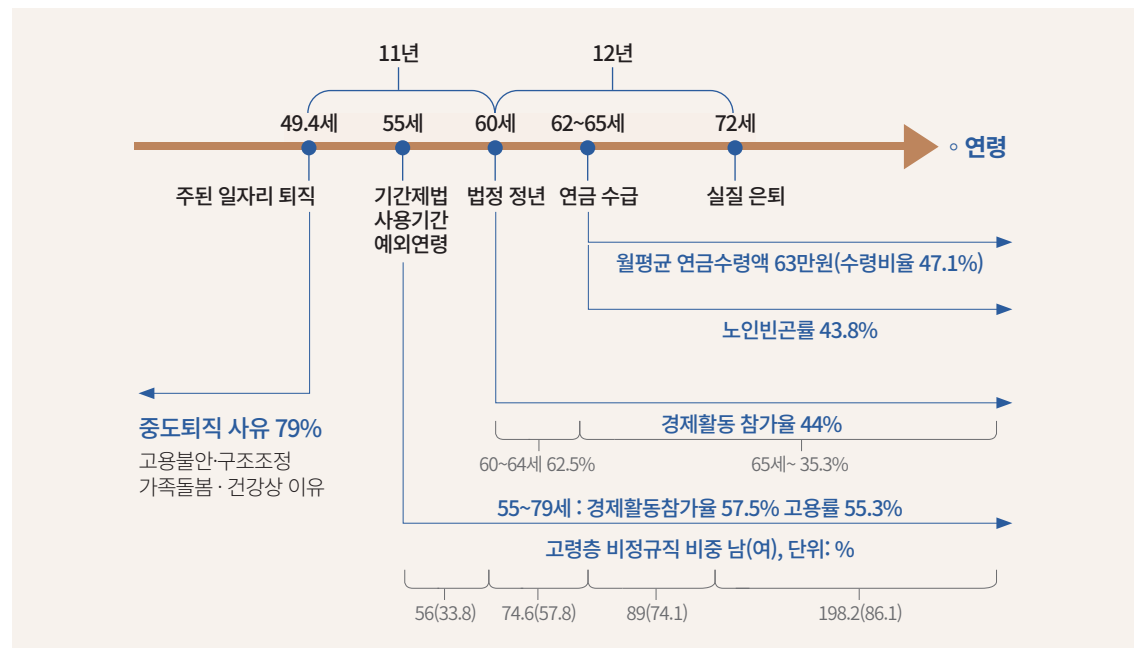 11년
12년
49.4세
55세
60세
62~65세
72세
연령
주된 일자리 퇴직
기간제법
사용기간
예외연령
법정 정년
연금 수급
실질 은퇴
월평균 연금수령액 63만원(수령비율 47.1%)
노인빈곤률 43.8%
중도퇴직 사유 79%
고용불안·구조조정
가족돌봄 · 건강상 이유
경제활동 참가율 44%
60~64세 62.5%
65세~ 35.3%
55~79세 : 경제활동참가율 57.5% 고용률 55.3%
고령층 비정규직 비중 남(여), 단위: %
56(33.8)
74.6(57.8)
89(74.1)
198.2(86.1)